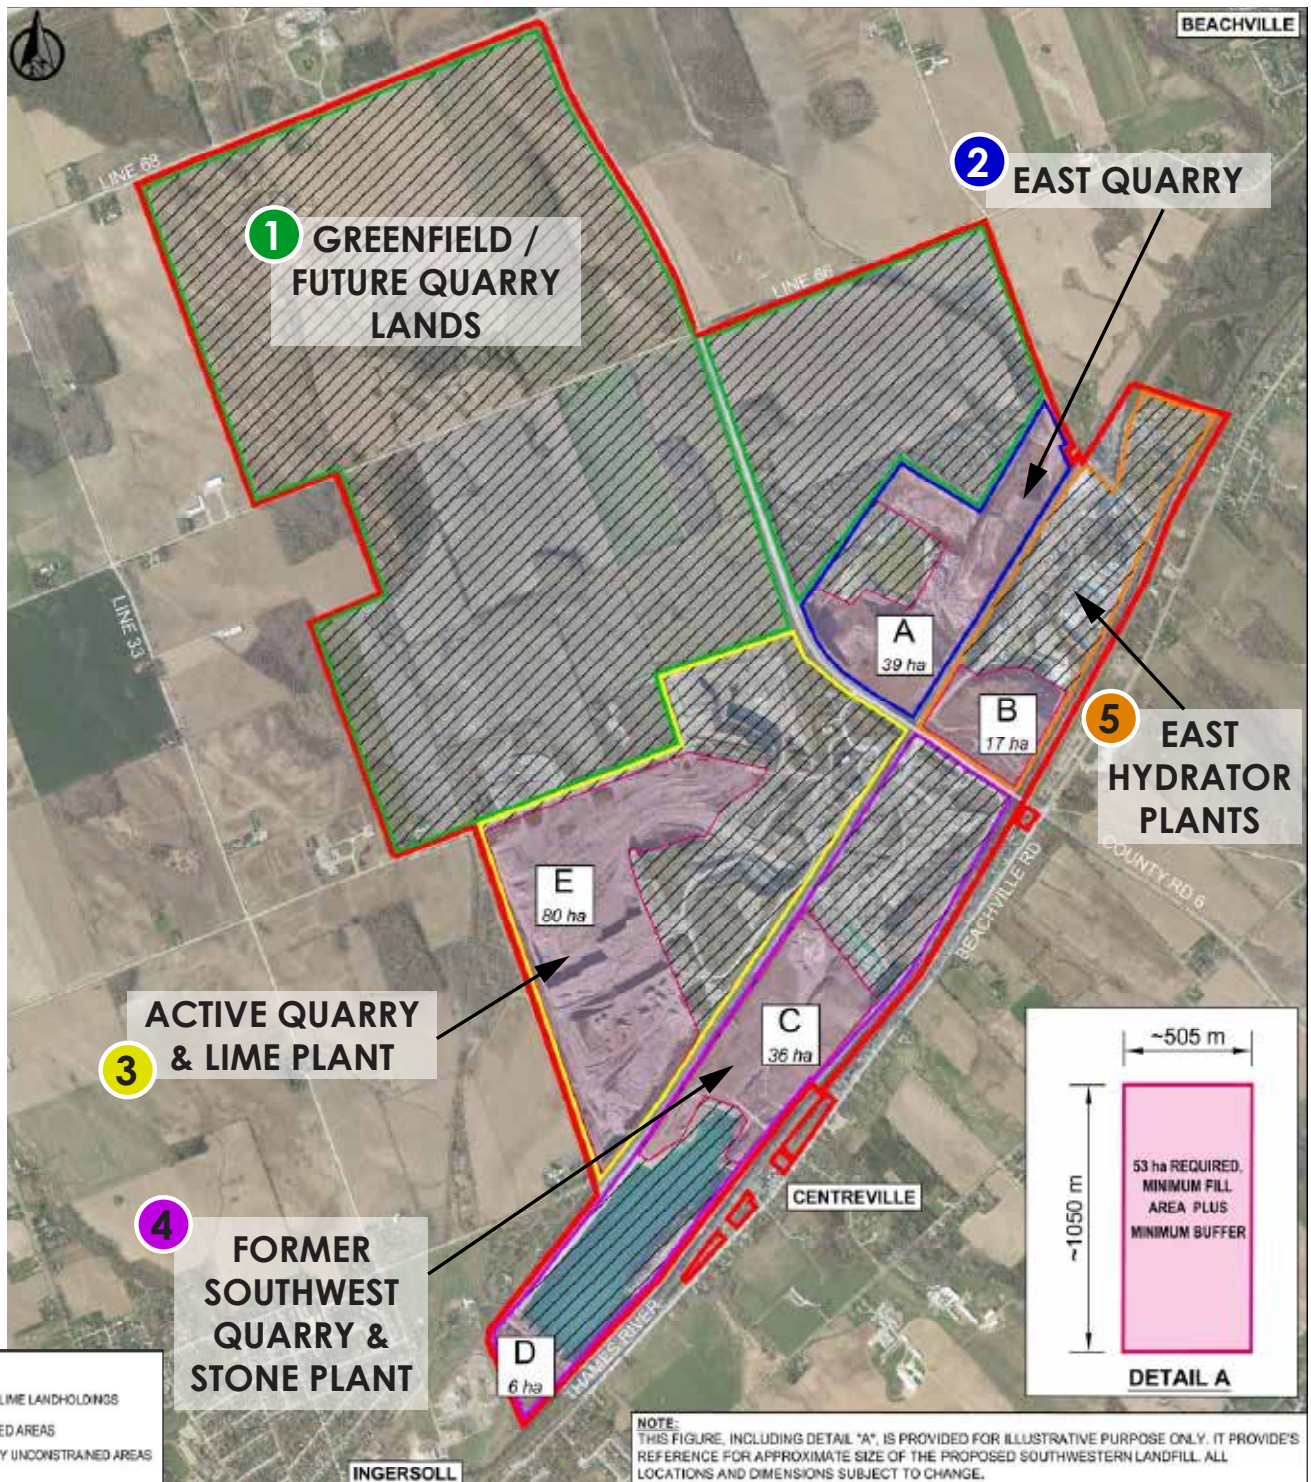 BEACHVILLE
LINE 68
2 EAST QUARRY
1 GREENFIELD /
FUTURE QUARRY
LANDS
LINE 66
LINE 33
A
39 ha
B
17 ha
5 EAST
HYDRATOR
PLANTS
COUNTY RD 6
BEACHVILLE RD
E
80 ha
ACTIVE QUARRY
3 & LIME PLANT
C
36 ha
4 FORMER
SOUTHWEST
QUARRY &
STONE PLANT
CENTREVILLE
D
6 ha
THAMES RIVER
~505 m
~1050 m
53 ha REQUIRED,
MINIMUM FILL
AREA PLUS
MINIMUM BUFFER
DETAIL A
LIME LANDHOLDINGS
ED AREAS
Y UNCONSTRAINED AREAS
INGERSOLL
NOTE:
THIS FIGURE, INCLUDING DETAIL "A", IS PROVIDED FOR ILLUSTRATIVE PURPOSE ONLY. IT PROVIDE'S
REFERENCE FOR APPROXIMATE SIZE OF THE PROPOSED SOUTHWESTERN LANDFILL. ALL
LOCATIONS AND DIMENSIONS SUBJECT TO CHANGE.